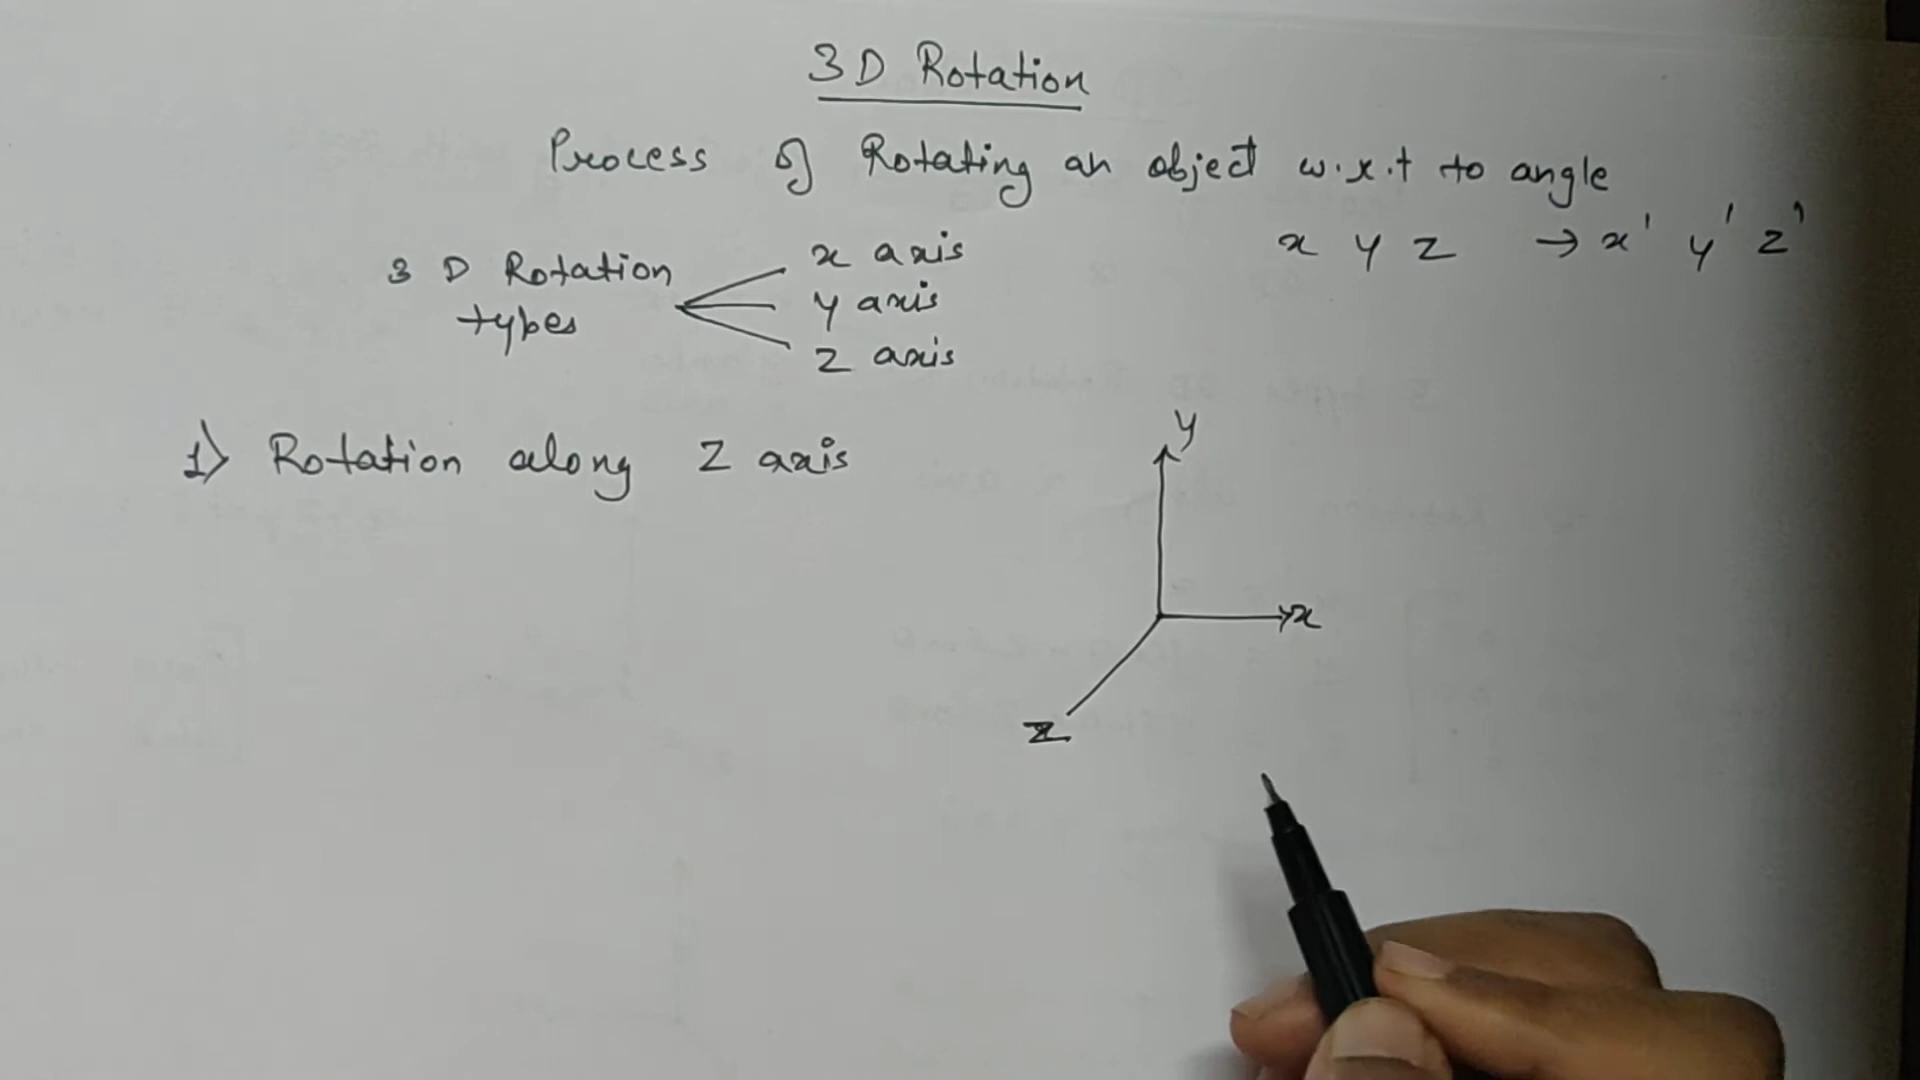 3D Rotation
Process of Rotating an object w.r.t to angle
x y z → x' y' z'
3 D Rotation types
x axis
y axis
z axis
1) Rotation along z axis
y
x
z